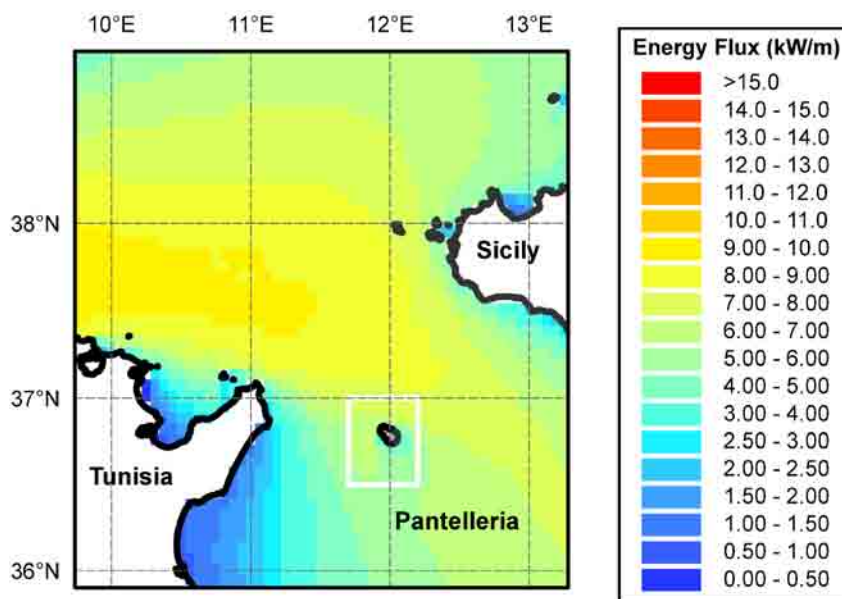 10°E 11°E 12°E 13°E
38°N
37°N
36°N
Sicily
Tunisia
Pantelleria
Energy Flux (kW/m)
>15.0
14.0 - 15.0
13.0 - 14.0
12.0 - 13.0
11.0 - 12.0
10.0 - 11.0
9.00 - 10.0
8.00 - 9.00
7.00 - 8.00
6.00 - 7.00
5.00 - 6.00
4.00 - 5.00
3.00 - 4.00
2.50 - 3.00
2.00 - 2.50
1.50 - 2.00
1.00 - 1.50
0.50 - 1.00
0.00 - 0.50